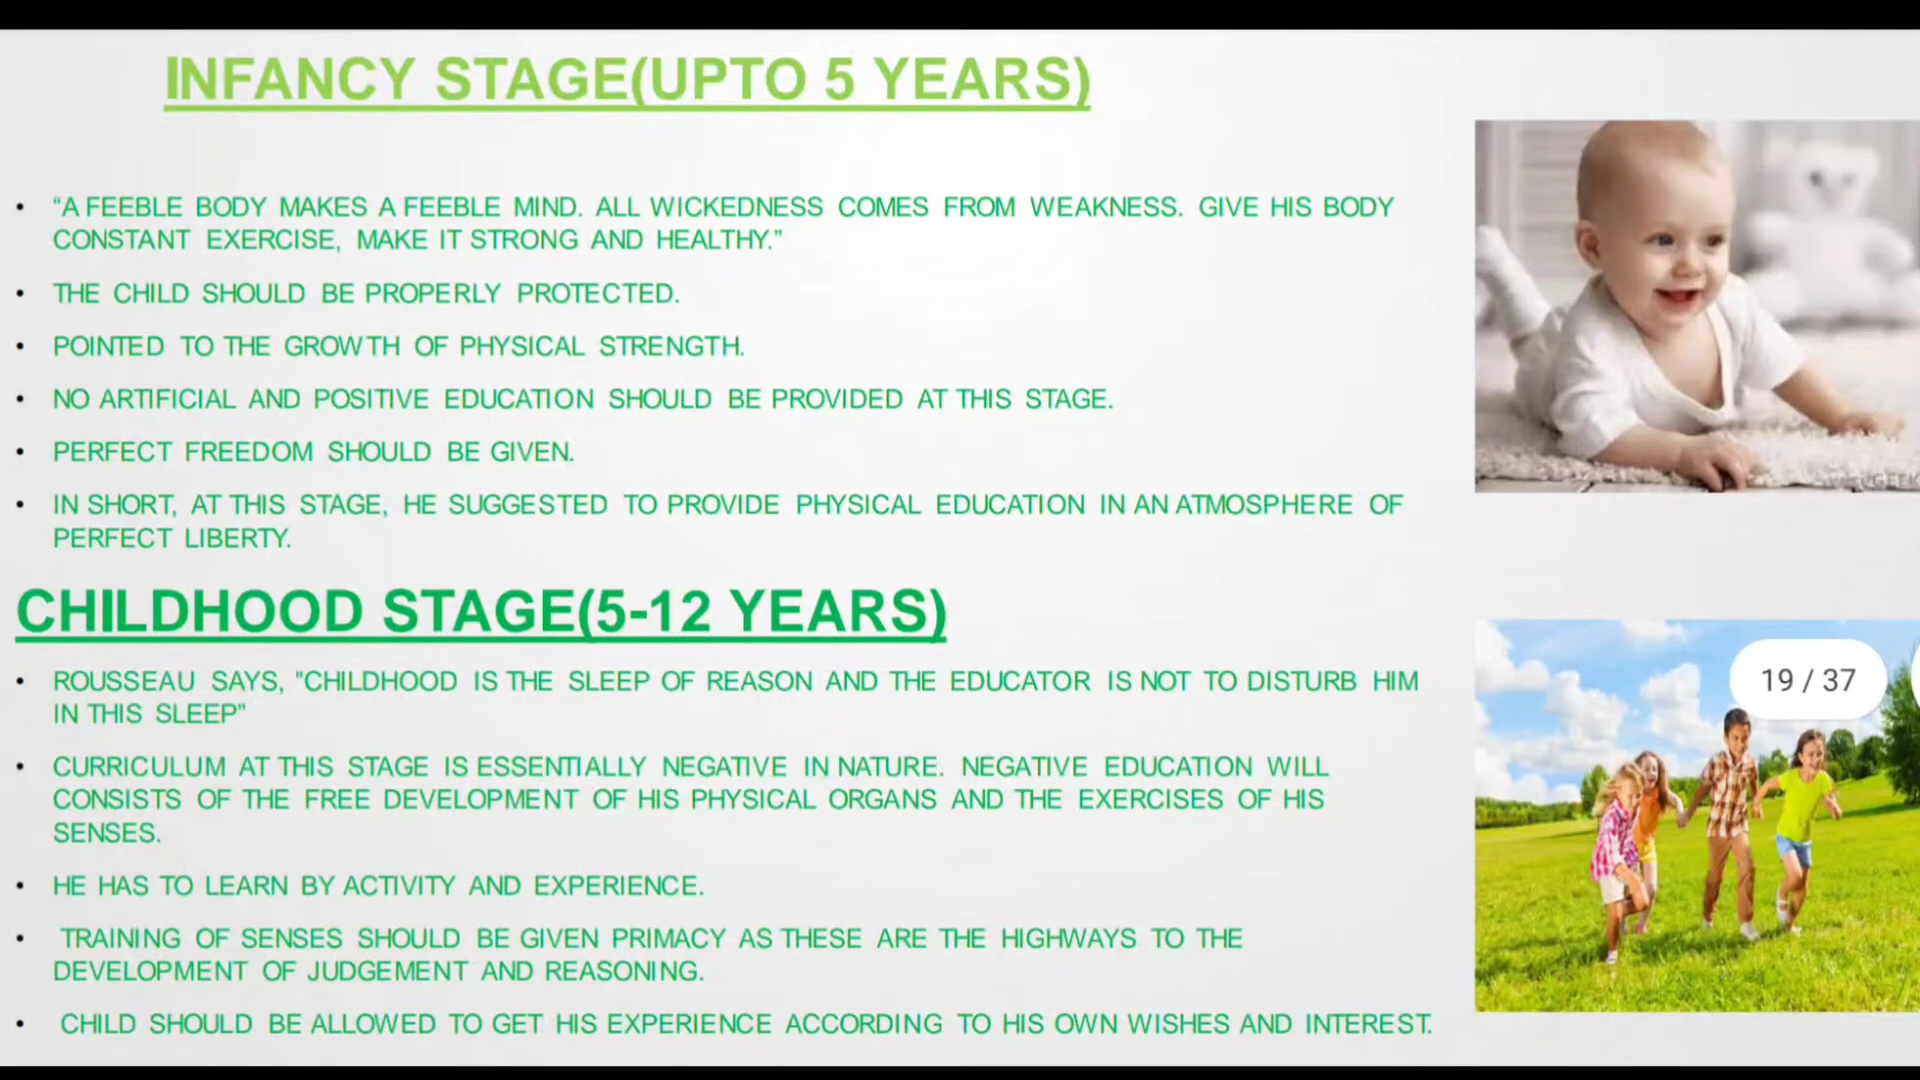 INFANCY STAGE(UPTO 5 YEARS)
• “A FEEBLE BODY MAKES A FEEBLE MIND. ALL WICKEDNESS COMES FROM WEAKNESS. GIVE HIS BODY
CONSTANT EXERCISE, MAKE IT STRONG AND HEALTHY.”
• THE CHILD SHOULD BE PROPERLY PROTECTED.
• POINTED TO THE GROWTH OF PHYSICAL STRENGTH.
• NO ARTIFICIAL AND POSITIVE EDUCATION SHOULD BE PROVIDED AT THIS STAGE.
• PERFECT FREEDOM SHOULD BE GIVEN.
• IN SHORT, AT THIS STAGE, HE SUGGESTED TO PROVIDE PHYSICAL EDUCATION IN AN ATMOSPHERE OF
PERFECT LIBERTY.
CHILDHOOD STAGE(5-12 YEARS)
• ROUSSEAU SAYS, "CHILDHOOD IS THE SLEEP OF REASON AND THE EDUCATOR IS NOT TO DISTURB HIM
IN THIS SLEEP”
• CURRICULUM AT THIS STAGE IS ESSENTIALLY NEGATIVE IN NATURE. NEGATIVE EDUCATION WILL
CONSISTS OF THE FREE DEVELOPMENT OF HIS PHYSICAL ORGANS AND THE EXERCISES OF HIS
SENSES.
• HE HAS TO LEARN BY ACTIVITY AND EXPERIENCE.
• TRAINING OF SENSES SHOULD BE GIVEN PRIMACY AS THESE ARE THE HIGHWAYS TO THE
DEVELOPMENT OF JUDGEMENT AND REASONING.
• CHILD SHOULD BE ALLOWED TO GET HIS EXPERIENCE ACCORDING TO HIS OWN WISHES AND INTEREST.
19 / 37